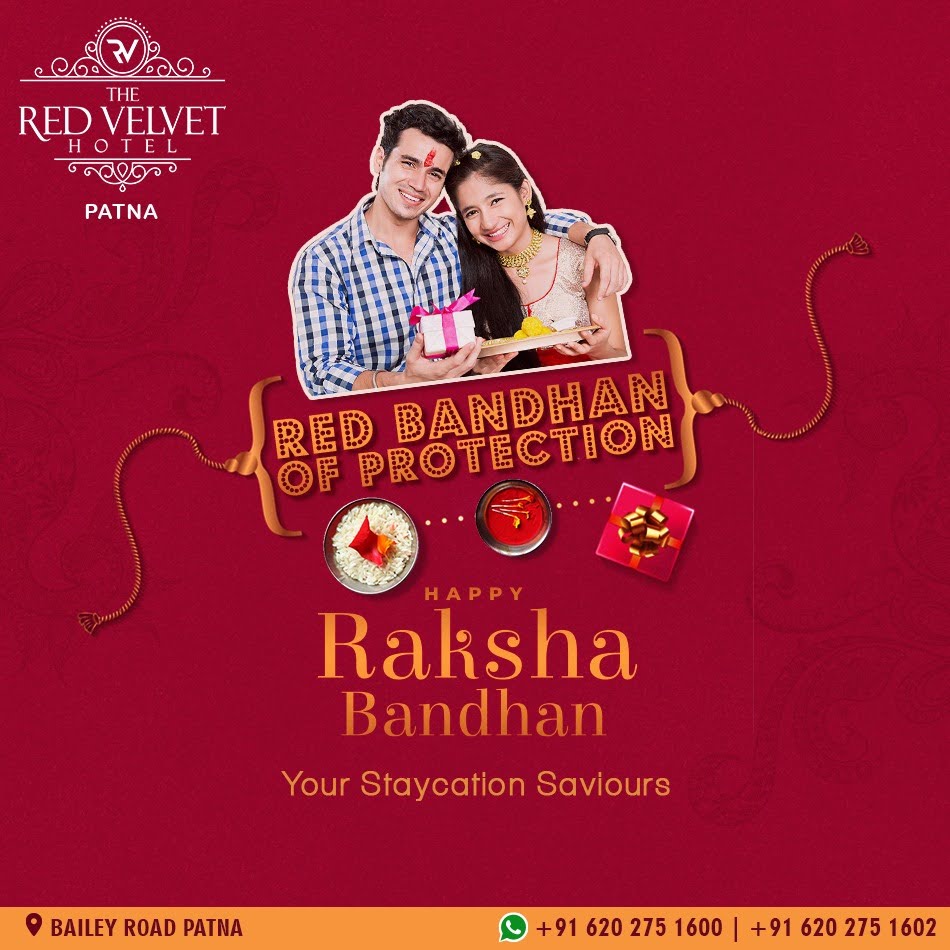 RV
THE
RED VELVET
HOTEL
PATNA
RED BANDHAN
OF PROTECTION
HAPPY
Raksha
Bandhan
Your Staycation Saviours
BAILEY ROAD PATNA
+91 620 275 1600 | +91 620 275 1602